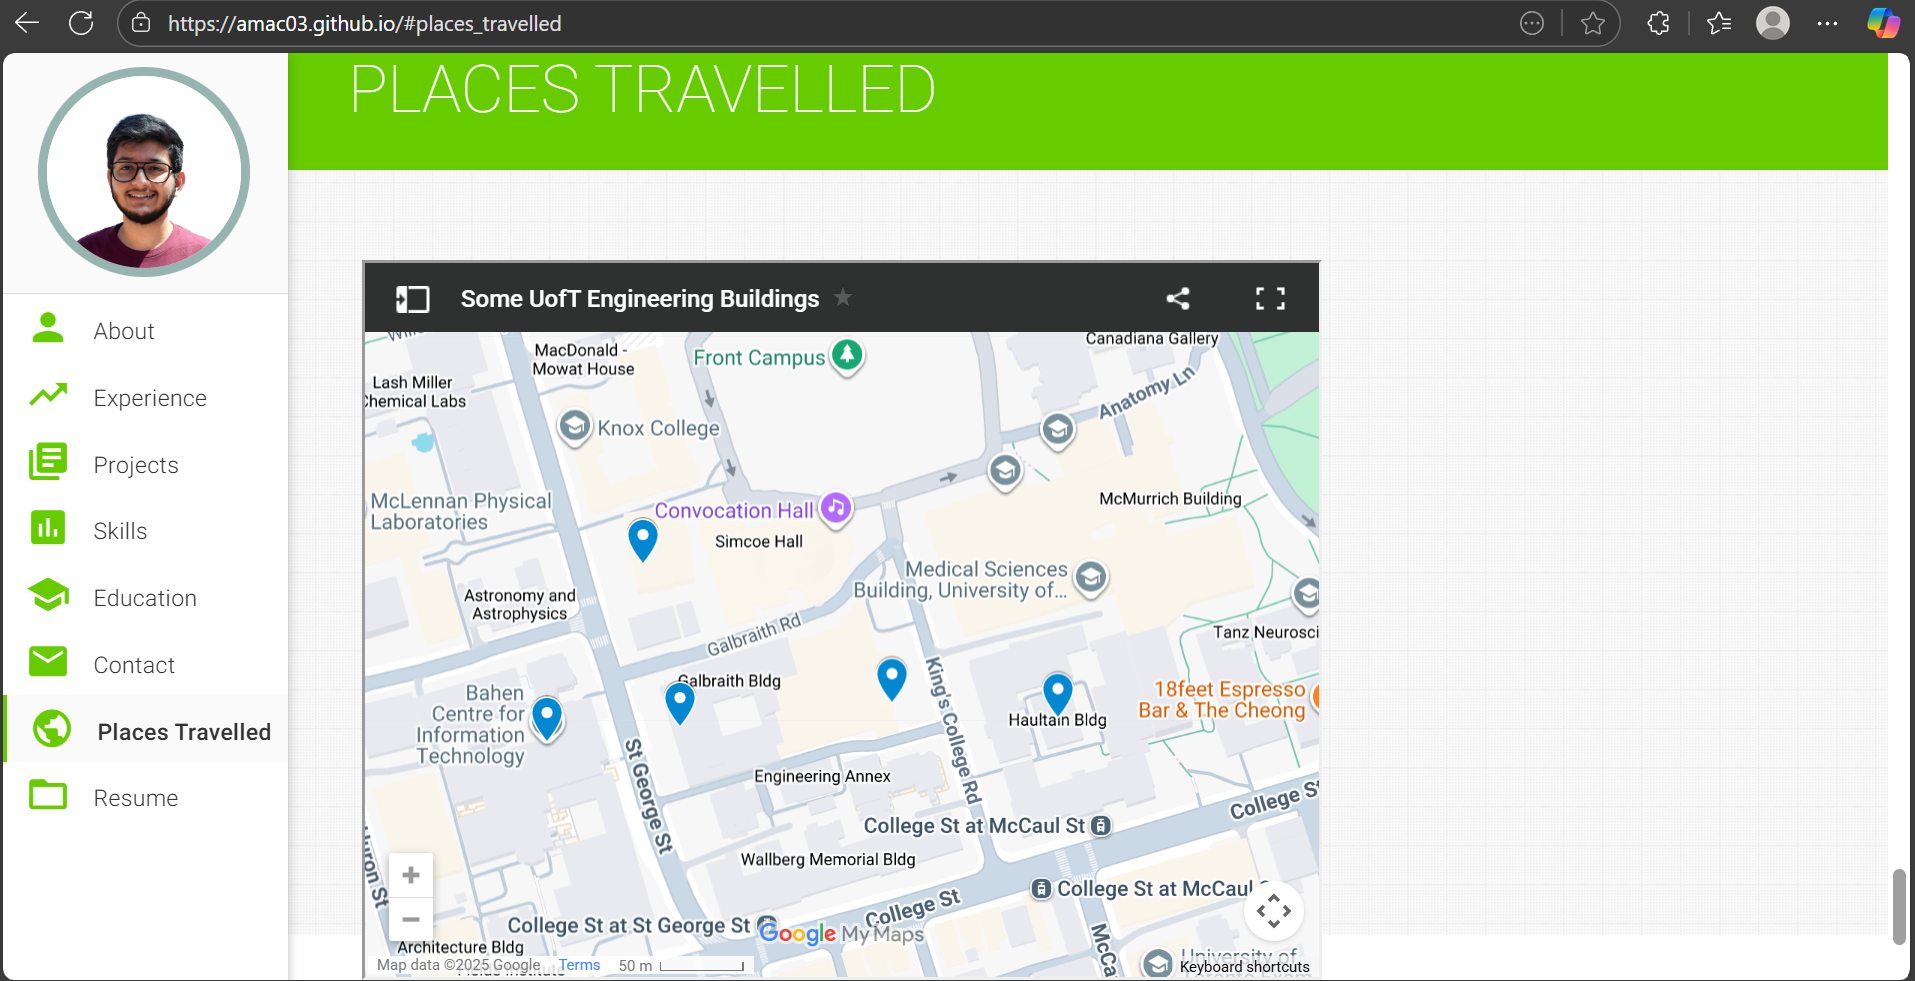 https://amac03.github.io/#places_travelled
PLACES TRAVELLED
About
Experience
Projects
Skills
Education
Contact
Places Travelled
Resume
Some UofT Engineering Buildings
MacDonald -
Mowat House
Front Campus
Canadiana Gallery
Lash Miller
Chemical Labs
Anatomy Ln
Knox College
McLennan Physical
Laboratories
Convocation Hall
Simcoe Hall
McMurrich Building
Medical Sciences
Building, University of...
Astronomy and
Astrophysics
Galbraith Rd
Tanz Neurosci
Galbraith Bldg
Bahen
Centre for
Information
Technology
King's College Rd
Haultain Bldg
18feet Espresso
Bar & The Cheong
St George St
Engineering Annex
College St
College St at McCaul St
Wallberg Memorial Bldg
Huron St
College St at McCaul
College St at St George St
College St
Google My Maps
Architecture Bldg
McCa
University of
Map data ©2025 Google
Terms
50 m
Keyboard shortcuts